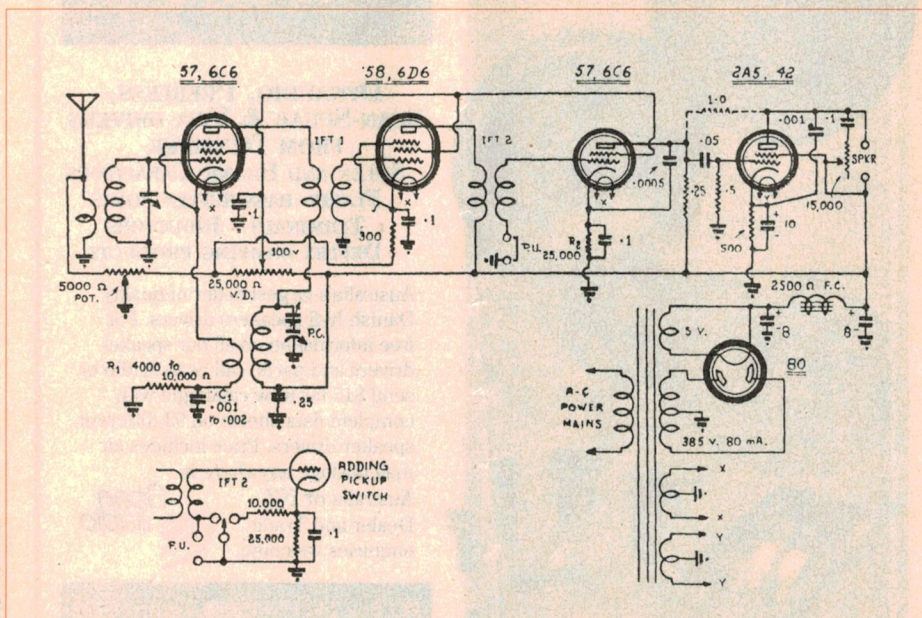 57, 6C6
58, 6D6
57, 6C6
2A5, 42
IFT 1
IFT 2
1·0
·001
·1
·05
·0005
SPKR
15,000
·25
·5
·1
x
x
300
·1
P.U.
R2
25,000
·1
x
Y
500
10
100
5000 Ω
POT.
25,000 Ω
V.D.
2500 Ω F.C.
+
8
+
8
P.C.
5 V.
80
R1 4000 to
10,000 Ω
·001
to ·002
·25
A-C
POWER
MAINS
385 V. 80 mA.
IFT 2
ADDING
PICKUP
SWITCH
10,000
25,000
·1
P.U.
X
X
Y
Y